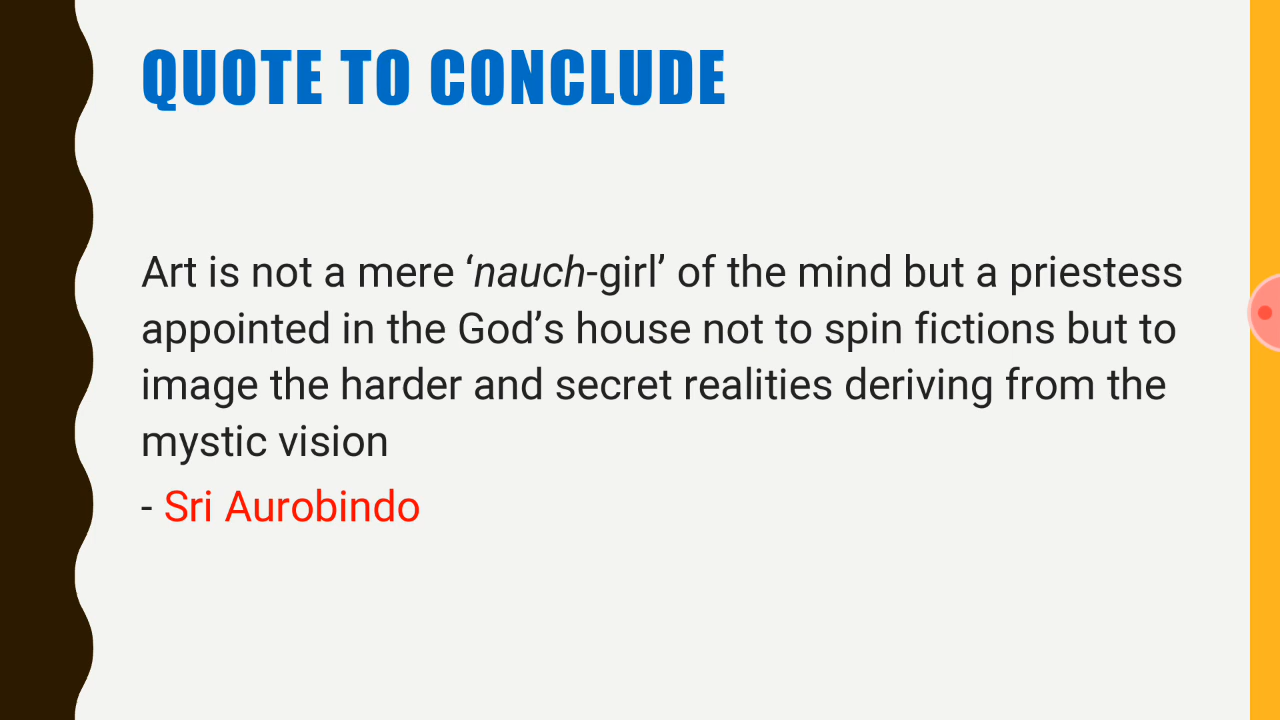 QUOTE TO CONCLUDE
Art is not a mere ‘nauch-girl’ of the mind but a priestess
appointed in the God’s house not to spin fictions but to
image the harder and secret realities deriving from the
mystic vision
- Sri Aurobindo